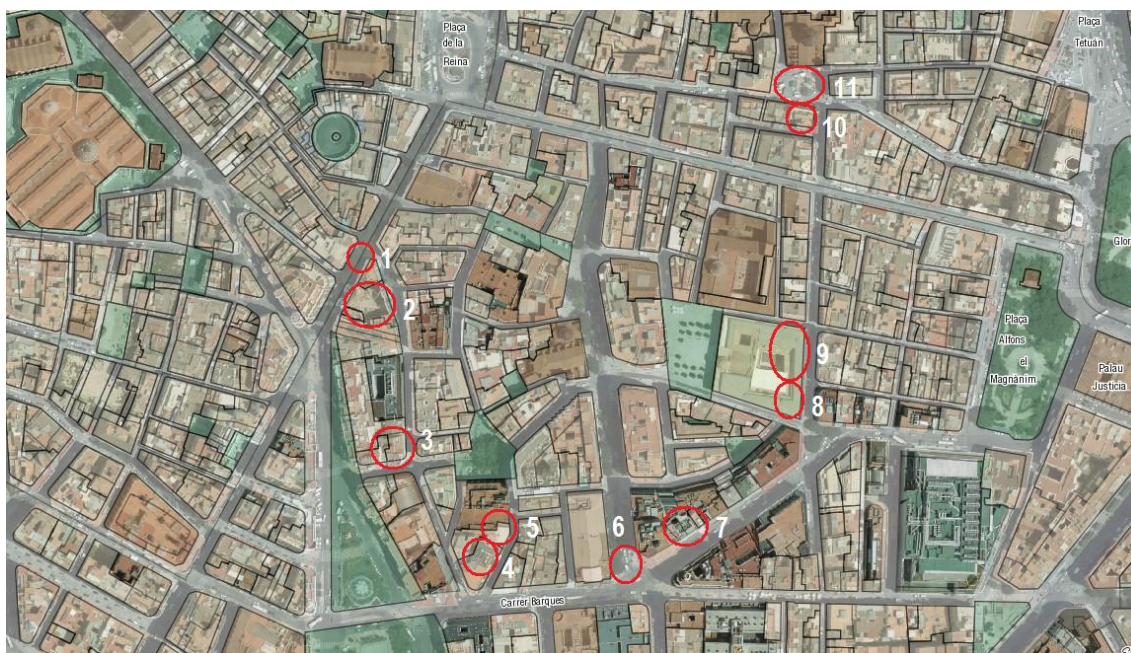 Plaça
de la
Reina
Plaça
Tetuán
11
10
1
2
Glor
Plaça
Alfons
el
Magnànim
Palau
Justicia
9
8
3
5
6
7
4
Carrer Barques